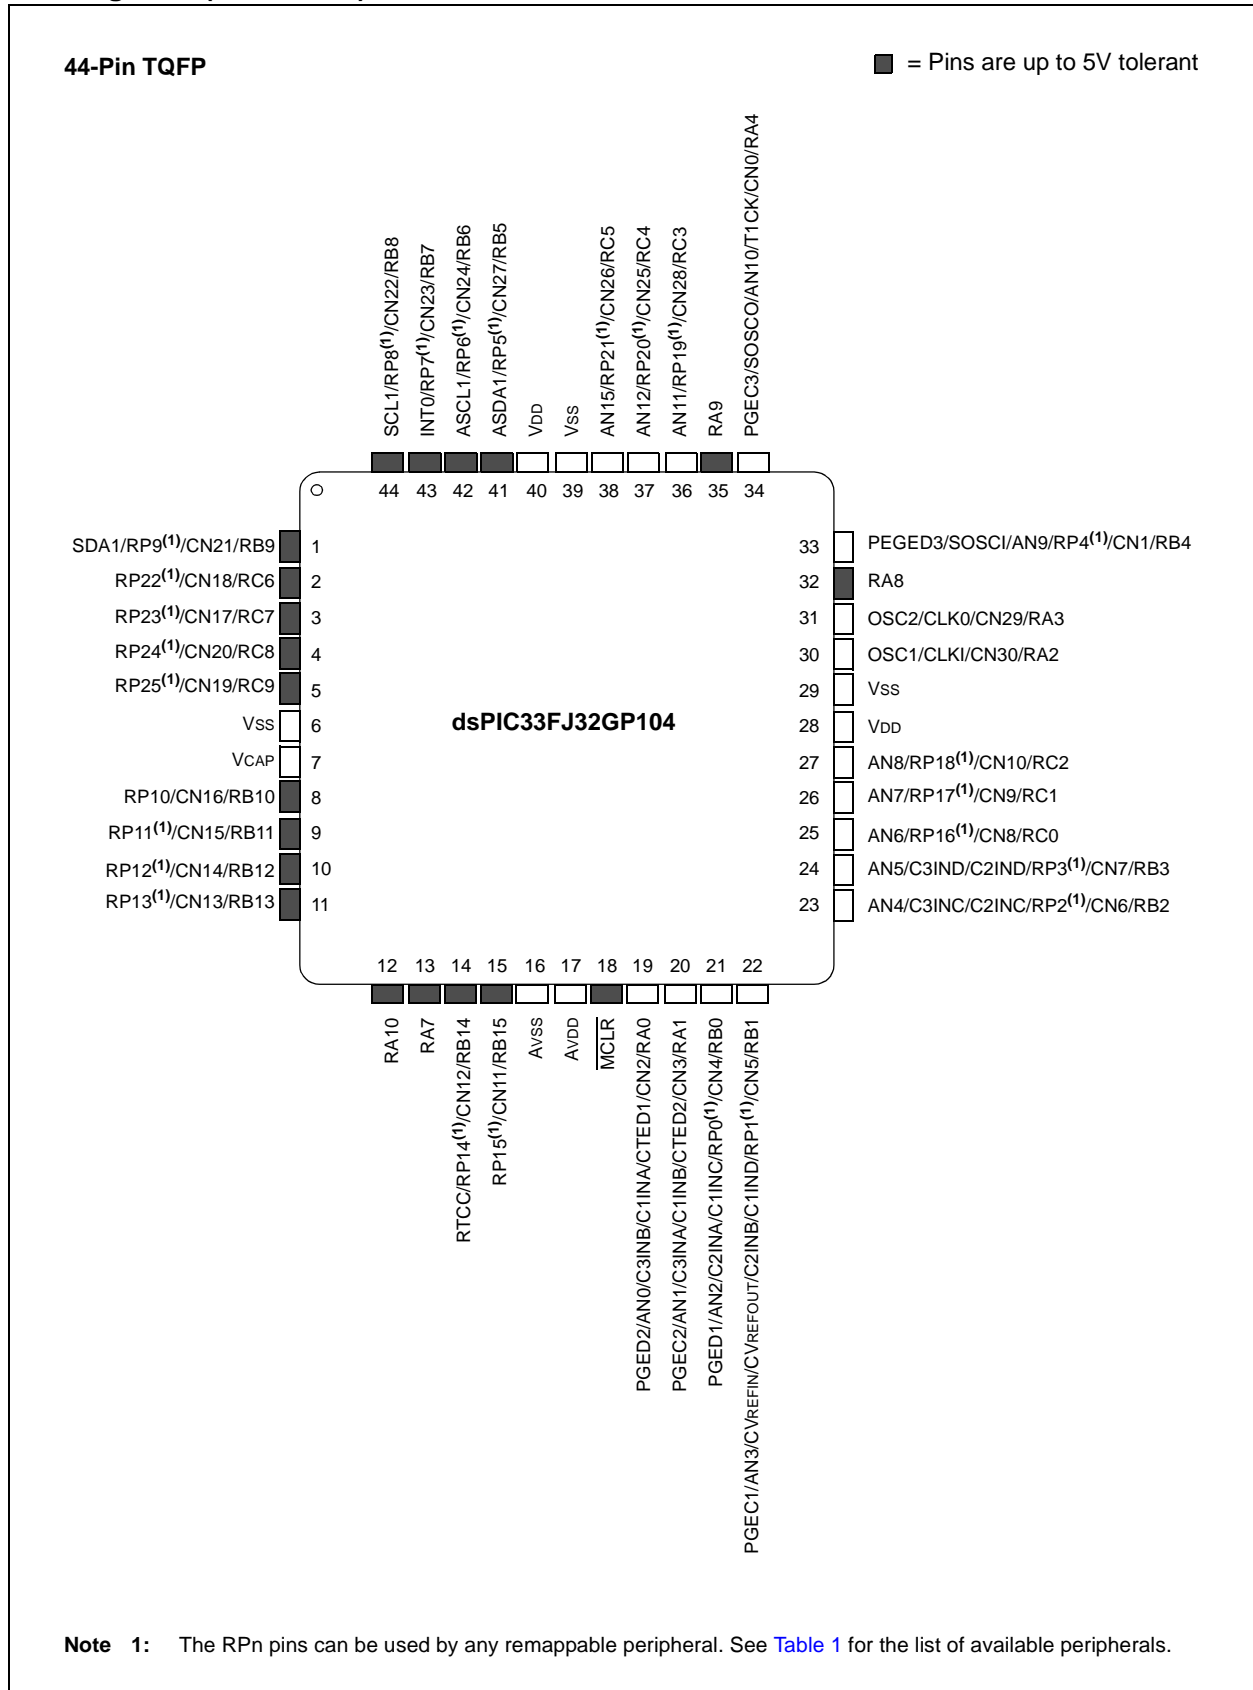 44-Pin TQFP
= Pins are up to 5V tolerant
SCL1/RP8(1)/CN22/RB8
INT0/RP7(1)/CN23/RB7
ASCL1/RP6(1)/CN24/RB6
ASDA1/RP5(1)/CN27/RB5
VDD
VSS
AN15/RP21(1)/CN26/RC5
AN12/RP20(1)/CN25/RC4
AN11/RP19(1)/CN28/RC3
RA9
PGEC3/SOSCO/AN10/T1CK/CN0/RA4
44 43 42 41 40 39 38 37 36 35 34
SDA1/RP9(1)/CN21/RB9 1
RP22(1)/CN18/RC6 2
RP23(1)/CN17/RC7 3
RP24(1)/CN20/RC8 4
RP25(1)/CN19/RC9 5
VSS 6
VCAP 7
RP10/CN16/RB10 8
RP11(1)/CN15/RB11 9
RP12(1)/CN14/RB12 10
RP13(1)/CN13/RB13 11
dsPIC33FJ32GP104
33 PEGED3/SOSCI/AN9/RP4(1)/CN1/RB4
32 RA8
31 OSC2/CLK0/CN29/RA3
30 OSC1/CLKI/CN30/RA2
29 VSS
28 VDD
27 AN8/RP18(1)/CN10/RC2
26 AN7/RP17(1)/CN9/RC1
25 AN6/RP16(1)/CN8/RC0
24 AN5/C3IND/C2IND/RP3(1)/CN7/RB3
23 AN4/C3INC/C2INC/RP2(1)/CN6/RB2
12 13 14 15 16 17 18 19 20 21 22
RA10
RA7
RTCC/RP14(1)/CN12/RB14
RP15(1)/CN11/RB15
AVSS
AVDD
MCLR
PGED2/AN0/C3INB/C1INA/CTED1/CN2/RA0
PGEC2/AN1/C3INA/C1INB/CTED2/CN3/RA1
PGED1/AN2/C2INA/C1INC/RP0(1)/CN4/RB0
PGEC1/AN3/CVREFIN/CVREFOUT/C2INB/C1IND/RP1(1)/CN5/RB1
Note 1: The RPn pins can be used by any remappable peripheral. See Table 1 for the list of available peripherals.